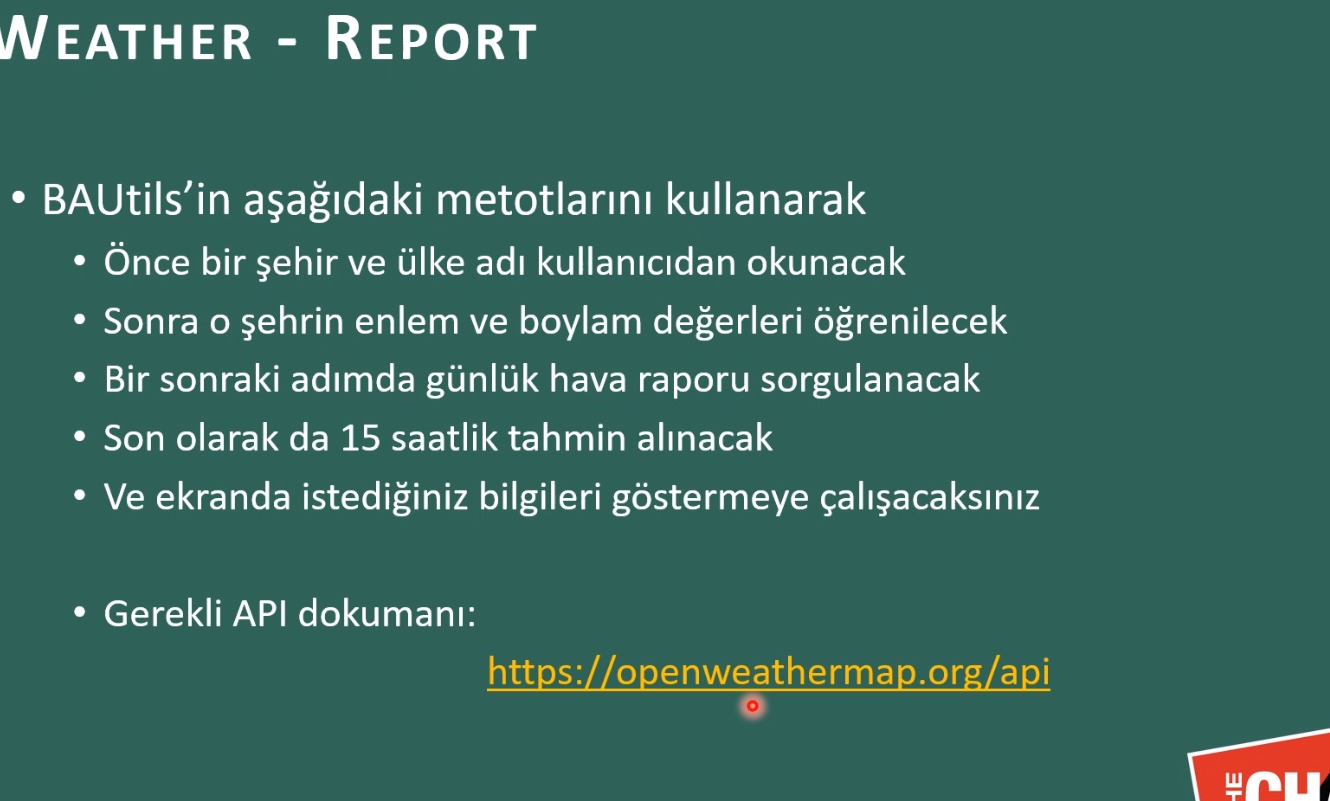 WEATHER - REPORT
• BAUtils’in aşağıdaki metotlarını kullanarak
• Önce bir şehir ve ülke adı kullanıcıdan okunacak
• Sonra o şehrin enlem ve boylam değerleri öğrenilecek
• Bir sonraki adımda günlük hava raporu sorgulanacak
• Son olarak da 15 saatlik tahmin alınacak
• Ve ekranda istediğiniz bilgileri göstermeye çalışacaksınız
• Gerekli API dokumanı:
https://openweathermap.org/api
THE